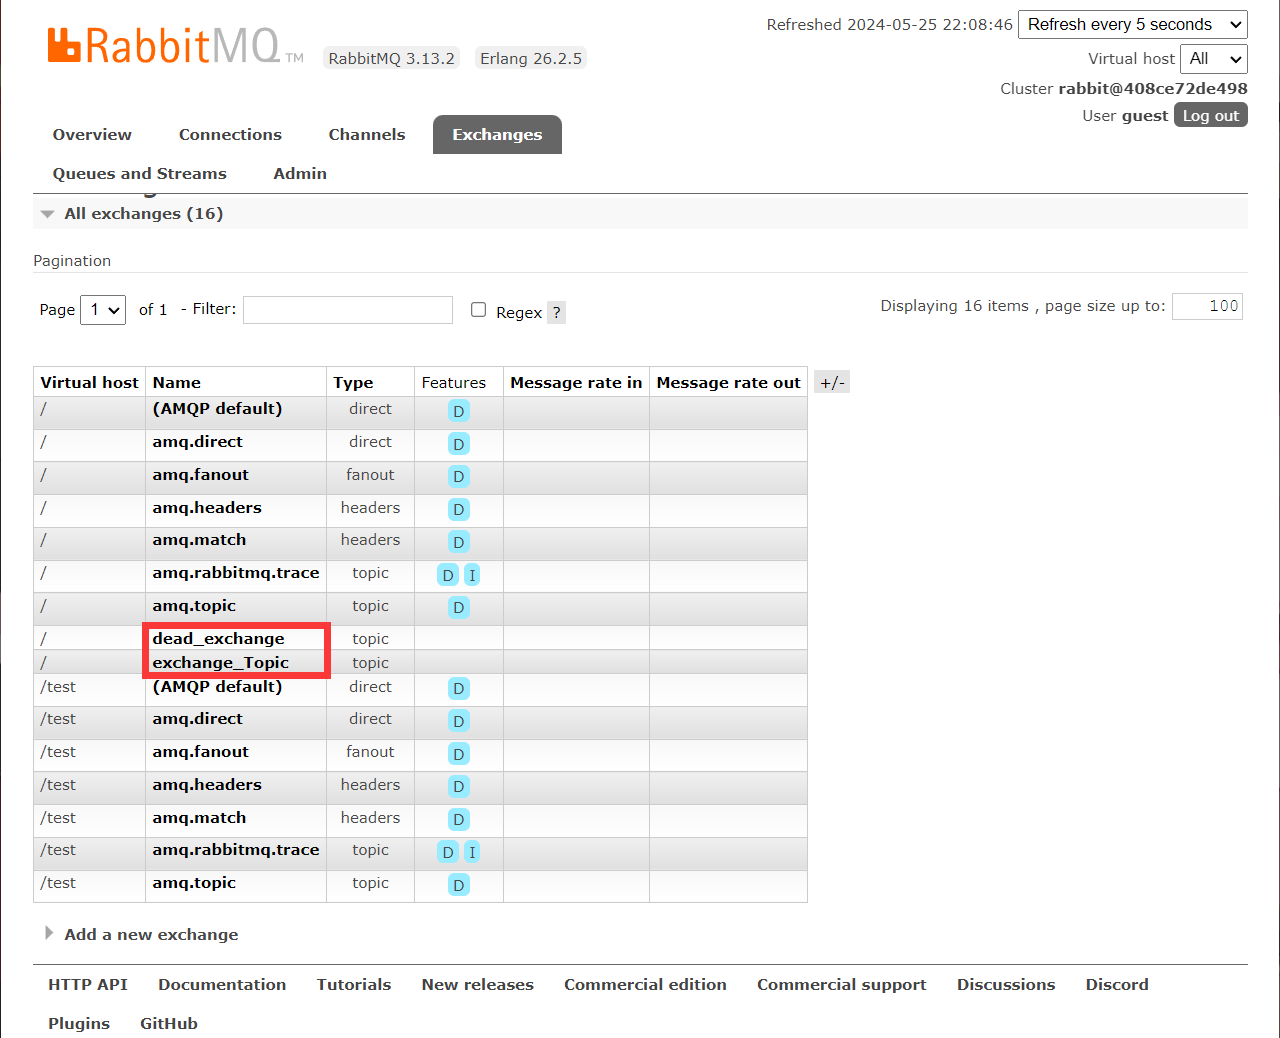 RabbitMQ TM RabbitMQ 3.13.2 Erlang 26.2.5
Refreshed 2024-05-25 22:08:46 Refresh every 5 seconds
Virtual host All
Cluster rabbit@408ce72de498
User guest Log out
Overview Connections Channels Exchanges
Queues and Streams Admin
All exchanges (16)
Pagination
Page 1 of 1 - Filter: Regex ? Displaying 16 items , page size up to: 100
Virtual host Name Type Features Message rate in Message rate out +/-
/ (AMQP default) direct D
/ amq.direct direct D
/ amq.fanout fanout D
/ amq.headers headers D
/ amq.match headers D
/ amq.rabbitmq.trace topic D I
/ amq.topic topic D
/ dead_exchange topic
/ exchange_Topic topic
/test (AMQP default) direct D
/test amq.direct direct D
/test amq.fanout fanout D
/test amq.headers headers D
/test amq.match headers D
/test amq.rabbitmq.trace topic D I
/test amq.topic topic D
Add a new exchange
HTTP API Documentation Tutorials New releases Commercial edition Commercial support Discussions Discord
Plugins GitHub